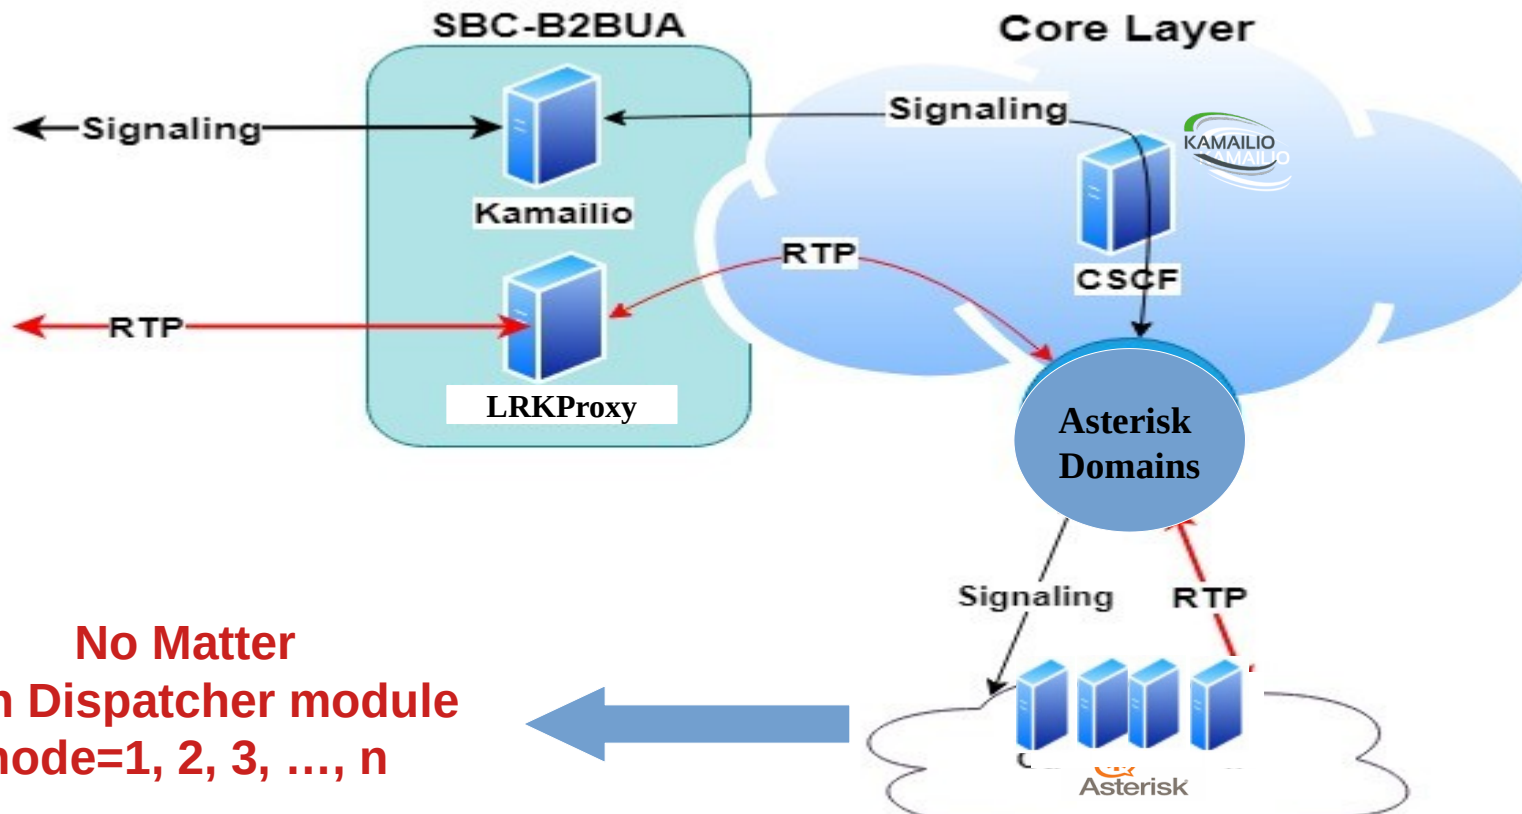 SBC-B2BUA
Core Layer
Signaling
Signaling
KAMAILIO
KAMAILIO
Kamailio
RTP
CSCF
RTP
LRKProxy
Asterisk
Domains
Signaling
RTP
No Matter
Dispatcher module
=1, 2, 3, ..., n
Asterisk